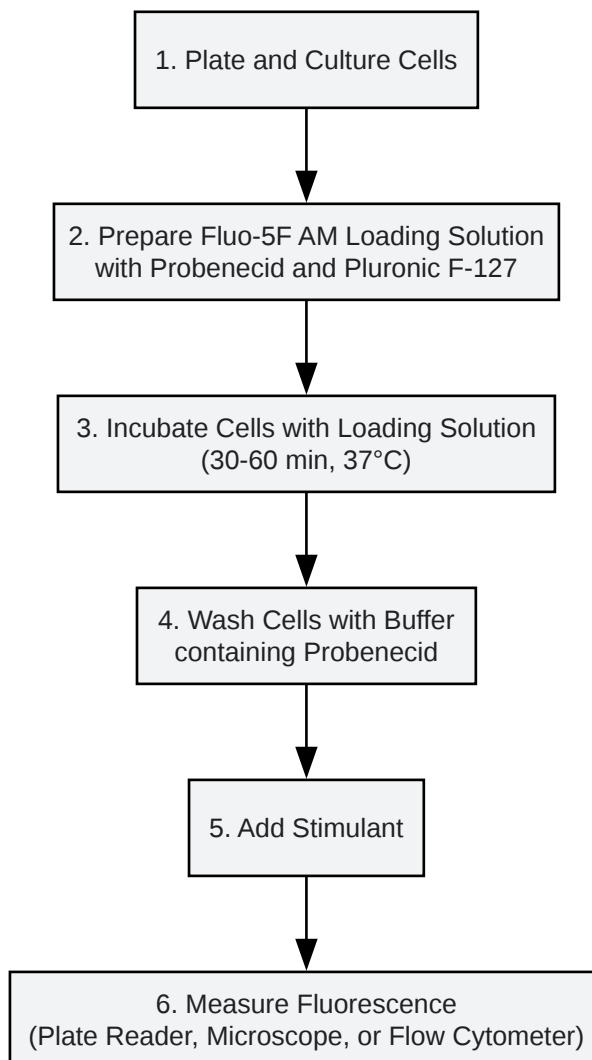 1. Plate and Culture Cells
2. Prepare Fluo-5F AM Loading Solution
with Probenecid and Pluronic F-127
3. Incubate Cells with Loading Solution
(30-60 min, 37°C)
4. Wash Cells with Buffer
containing Probenecid
5. Add Stimulant
6. Measure Fluorescence
(Plate Reader, Microscope, or Flow Cytometer)